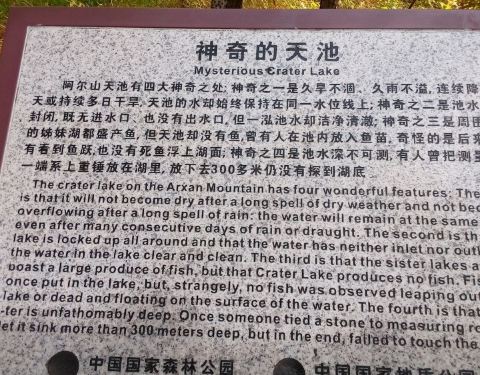 神奇的天池
Mysterious Crater Lake
阿尔山天池有四大神奇之处;神奇之一是久旱不涸、久雨不溢,连续降
天或持续多日干旱,天池的水却始终保持在同一水位线上;神奇之二是池水
封闭,既无进水口、也没有出水口,但一泓池水却洁净清澈;神奇之三是周围
的姊妹湖都盛产鱼,但天池却没有鱼,曾有人在池内放入鱼苗,奇怪的是后来
有看到鱼跃,也没有死鱼浮上湖面;神奇之四是池水深不可测,有人曾把测量
一端系上重锤放在湖里,放下去300多米仍没有探到湖底。
The crater lake on the Arxan Mountain has four wonderful features: The
is that it will not become dry after a long spell of dry weather and not bec
overflowing after a long spell of rain: the water will remain at the same
even after many consecutive days of rain or draught. The second is th
lake is locked up all around and that the water has neither inlet nor outl
the water in the lake clear and clean. The third is that the sister lakes a
boast a large produce of fish, but that Crater Lake produces no fish. Fis
once put in the lake, but, strangely, no fish was observed leaping out
lake or dead and floating on the surface of the water. The fourth is that
-ter is unfathomably deep. Once someone tied a stone to measuring ro
let it sink more than 300 meters deep, but in the end, failed to touch the
中国国家森林公园
中国国家地质公